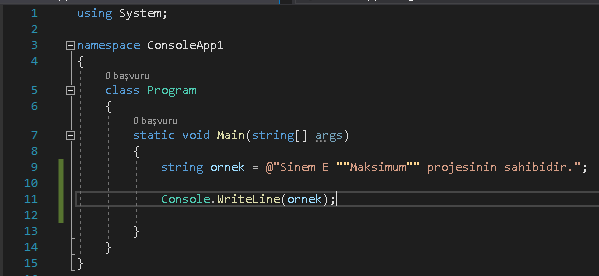 1 using System;
2
3 namespace ConsoleApp1
4 {
0 başvuru
5 class Program
6 {
0 başvuru
7 static void Main(string[] args)
8 {
9 string ornek = @"Sinem E ""Maksimum"" projesinin sahibidir.";
10
11 Console.WriteLine(ornek);
12
13 }
14 }
15 }